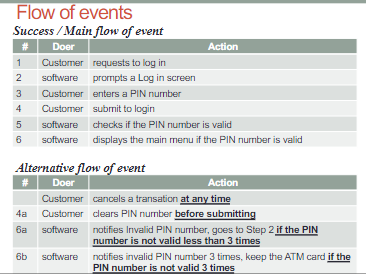 Flow of events
Success / Main flow of event
# Doer Action
1 Customer requests to log in
2 software prompts a Log in screen
3 Customer enters a PIN number
4 Customer submit to login
5 software checks if the PIN number is valid
6 software displays the main menu if the PIN number is valid
Alternative flow of event
# Doer Action
Customer cancels a transation at any time
4a Customer clears PIN number before submitting
6a software notifies Invalid PIN number, goes to Step 2 if the PIN
number is not valid less than 3 times
6b software notifies invalid PIN number 3 times, keep the ATM card if the
PIN number is not valid 3 times